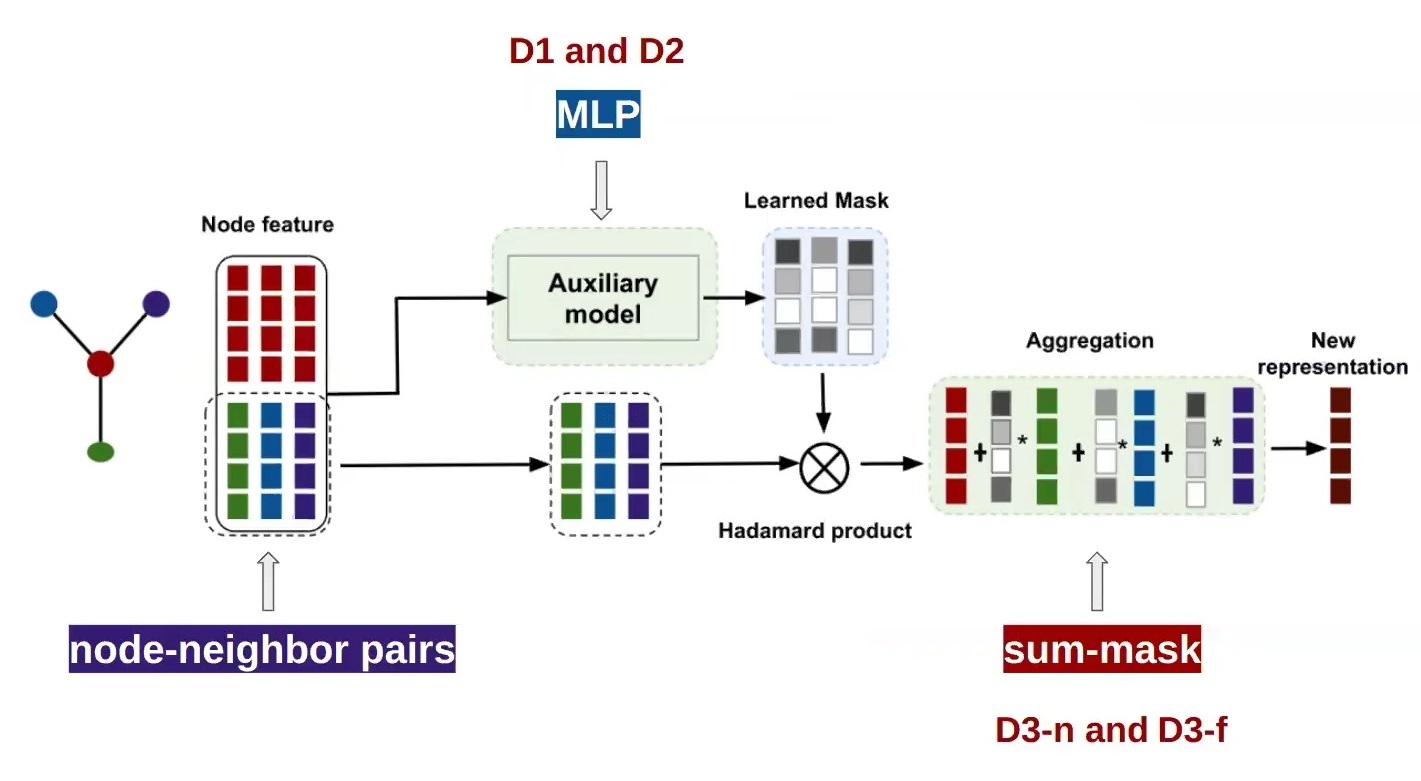 D1 and D2
MLP
Learned Mask
Node feature
Auxiliary
model
Aggregation
New
representation
+
*
+
*
+
*
Hadamard product
node-neighbor pairs
sum-mask
D3-n and D3-f